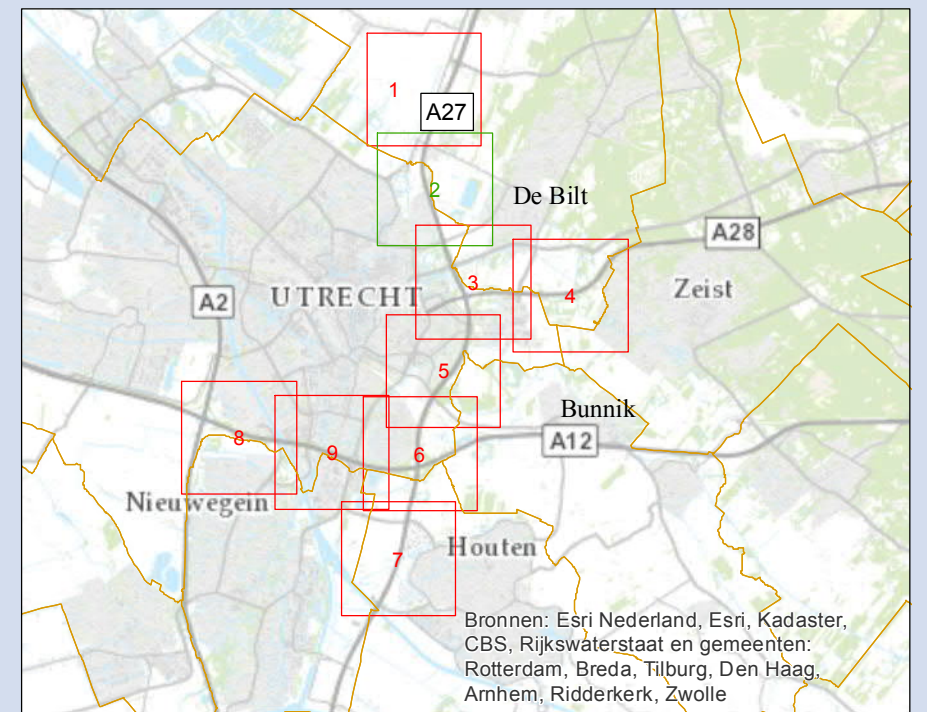 1
A27
2
De Bilt
A28
3
4
Zeist
A2
UTRECHT
5
Bunnik
A12
8
9
6
Nieuwegein
Houten
7
Bronnen: Esri Nederland, Esri, Kadaster,
CBS, Rijkswaterstaat en gemeenten:
Rotterdam, Breda, Tilburg, Den Haag,
Arnhem, Ridderkerk, Zwolle